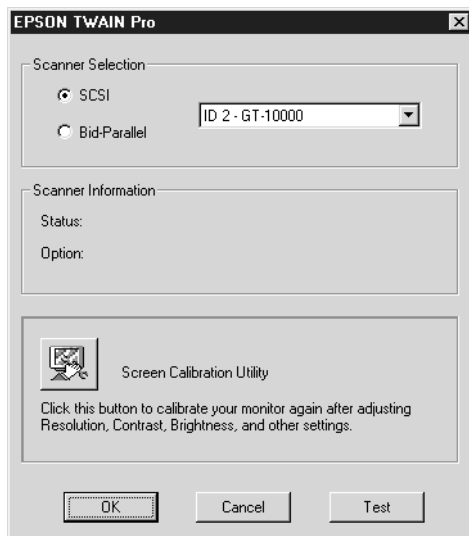 EPSON TWAIN Pro
Scanner Selection
SCSI
ID 2 - GT-10000
Bid-Parallel
Scanner Information
Status:
Option:
Screen Calibration Utility
Click this button to calibrate your monitor again after adjusting
Resolution, Contrast, Brightness, and other settings.
OK Cancel Test